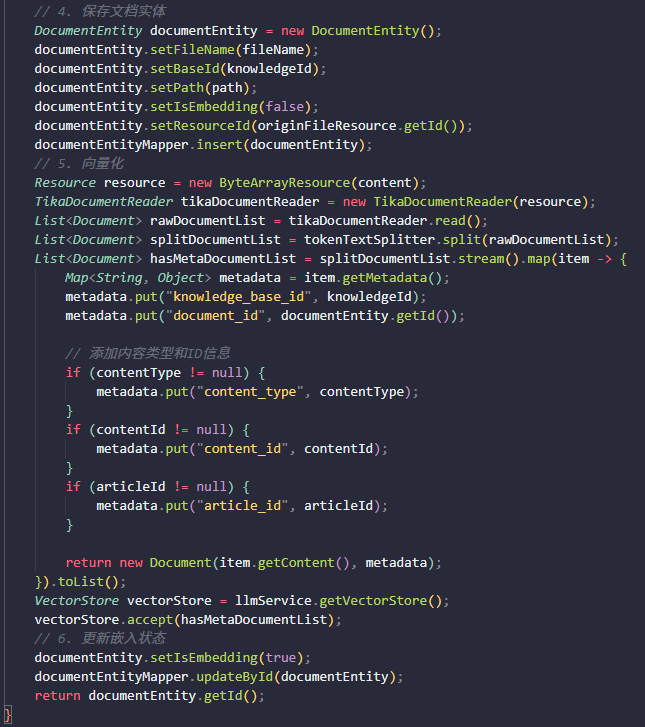 // 4. 保存文档实体
DocumentEntity documentEntity = new DocumentEntity();
documentEntity.setFileName(fileName);
documentEntity.setBaseId(knowledgeId);
documentEntity.setPath(path);
documentEntity.setIsEmbedding(false);
documentEntity.setResourceId(originFileResource.getId());
documentEntityMapper.insert(documentEntity);
// 5. 向量化
Resource resource = new ByteArrayResource(content);
TikaDocumentReader tikaDocumentReader = new TikaDocumentReader(resource);
List<Document> rawDocumentList = tikaDocumentReader.read();
List<Document> splitDocumentList = tokenTextSplitter.split(rawDocumentList);
List<Document> hasMetaDocumentList = splitDocumentList.stream().map(item -> {
    Map<String, Object> metadata = item.getMetadata();
    metadata.put("knowledge_base_id", knowledgeId);
    metadata.put("document_id", documentEntity.getId());

    // 添加内容类型和ID信息
    if (contentType != null) {
        metadata.put("content_type", contentType);
    }
    if (contentId != null) {
        metadata.put("content_id", contentId);
    }
    if (articleId != null) {
        metadata.put("article_id", articleId);
    }

    return new Document(item.getContent(), metadata);
}).toList();
VectorStore vectorStore = llmService.getVectorStore();
vectorStore.accept(hasMetaDocumentList);
// 6. 更新嵌入状态
documentEntity.setIsEmbedding(true);
documentEntityMapper.updateById(documentEntity);
return documentEntity.getId();
}